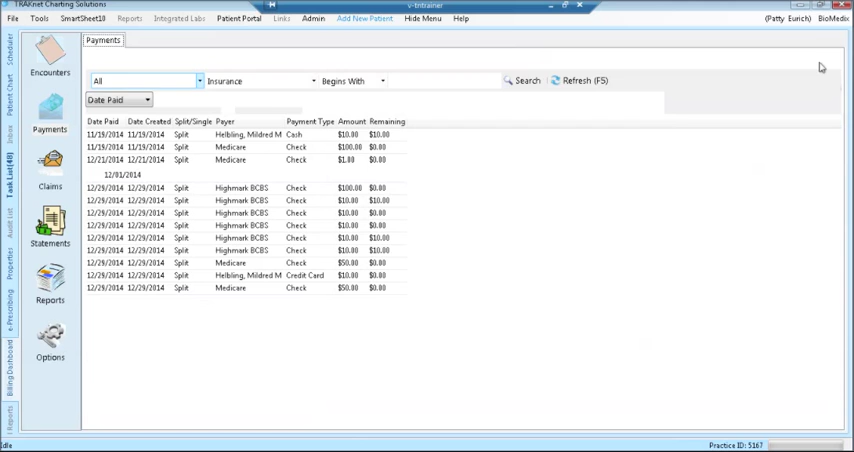 TRAKnet Charting Solutions
v-tntrainer
File Tools SmartSheet10 Reports Integrated Labs Patient Portal Links Admin Add New Patient Hide Menu Help (Patty Eurich) BioMedix
Scheduler
Patient Chart
Inbox
Task List(48)
Audit List
Properties
e-Prescribing
Billing Dashboard
Reports
Encounters
Payments
Claims
Statements
Reports
Options
Payments
All Insurance Begins With Search Refresh (F5)
Date Paid
Date Paid Date Created Split/Single Payer Payment Type Amount Remaining
11/19/2014 11/19/2014 Split Helbling, Mildred M Cash $10.00 $10.00
11/19/2014 11/19/2014 Split Medicare Check $100.00 $0.00
12/21/2014 12/21/2014 Split Medicare Check $1.00 $0.00
12/01/2014
12/29/2014 12/29/2014 Split Highmark BCBS Check $100.00 $0.00
12/29/2014 12/29/2014 Split Highmark BCBS Check $10.00 $0.00
12/29/2014 12/29/2014 Split Highmark BCBS Check $10.00 $10.00
12/29/2014 12/29/2014 Split Highmark BCBS Check $10.00 $0.00
12/29/2014 12/29/2014 Split Highmark BCBS Check $10.00 $10.00
12/29/2014 12/29/2014 Split Highmark BCBS Check $10.00 $10.00
12/29/2014 12/29/2014 Split Medicare Check $50.00 $0.00
12/29/2014 12/29/2014 Split Helbling, Mildred M Credit Card $10.00 $0.00
12/29/2014 12/29/2014 Split Medicare Check $50.00 $0.00
Idle Practice ID: 5167